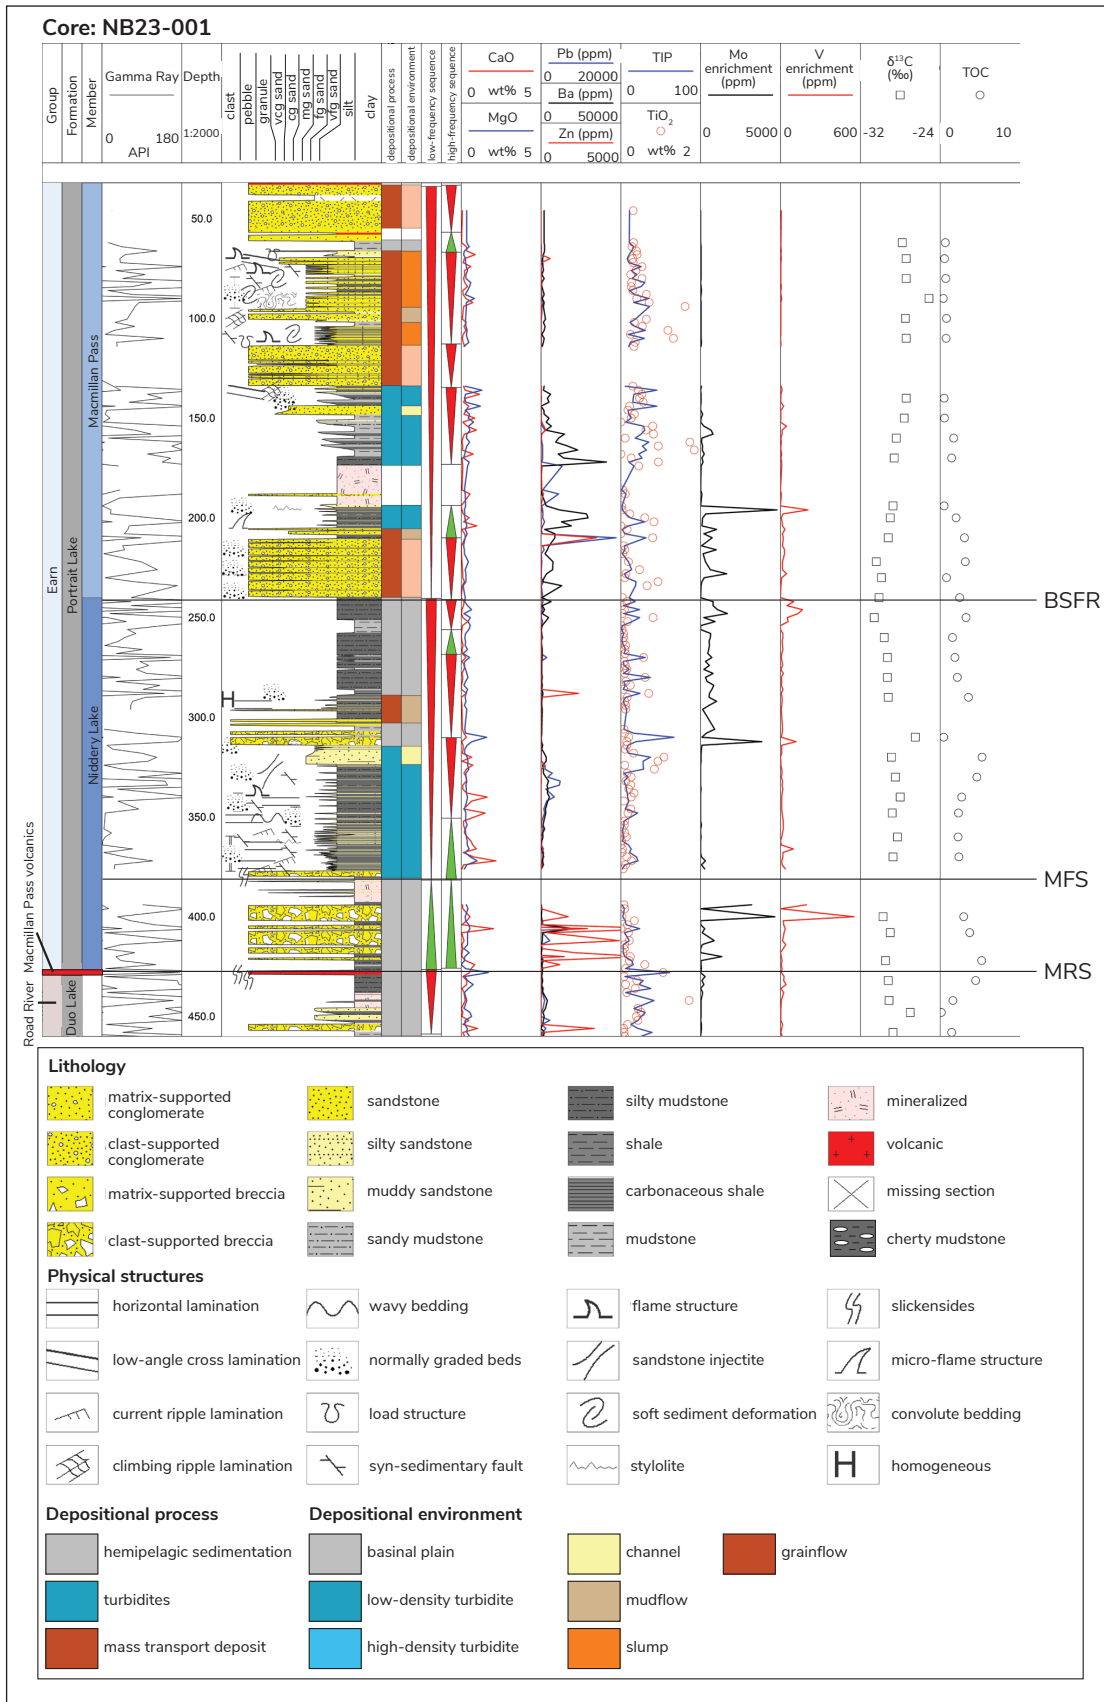 Core: NB23-001
Group
Formation
Member
Gamma Ray
0 180
API
Depth
1:2000
clast
pebble
granule
vcg sand
cg sand
mg sand
fg sand
vfg sand
silt
clay
depositional process
depositional environment
low-frequency sequence
high-frequency sequence
CaO
0 wt% 5
MgO
0 wt% 5
Pb (ppm)
0 20000
Ba (ppm)
0 50000
Zn (ppm)
0 5000
TIP
0 100
TiO2
0 wt% 2
Mo
enrichment
(ppm)
0 5000
V
enrichment
(ppm)
0 600
δ13C
(‰)
-32 -24
TOC
0 10
50.0
100.0
150.0
200.0
250.0
300.0
350.0
400.0
450.0
Earn
Portrait Lake
Macmillan Pass
Niddery Lake
Macmillan Pass volcanics
Road River
Duo Lake
H
BSFR
MFS
MRS
Lithology
matrix-supported conglomerate
sandstone
silty mudstone
mineralized
clast-supported conglomerate
silty sandstone
shale
volcanic
matrix-supported breccia
muddy sandstone
carbonaceous shale
missing section
clast-supported breccia
sandy mudstone
mudstone
cherty mudstone
Physical structures
horizontal lamination
wavy bedding
flame structure
slickensides
low-angle cross lamination
normally graded beds
sandstone injectite
micro-flame structure
current ripple lamination
load structure
soft sediment deformation
convolute bedding
climbing ripple lamination
syn-sedimentary fault
stylolite
H homogeneous
Depositional process
Depositional environment
hemipelagic sedimentation
basinal plain
channel
grainflow
turbidites
low-density turbidite
mudflow
mass transport deposit
high-density turbidite
slump